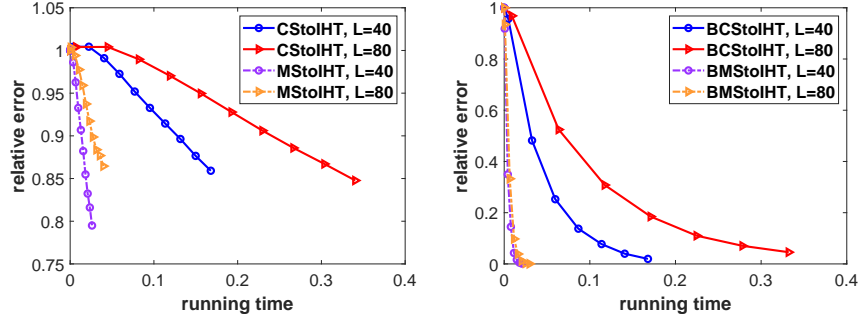 1.05
1
0.95
0.9
0.85
0.8
0.75
relative error
0
0.1
0.2
0.3
0.4
running time
CStoIHT, L=40
CStoIHT, L=80
MStoIHT, L=40
MStoIHT, L=80
1
0.8
0.6
0.4
0.2
0
relative error
0
0.1
0.2
0.3
0.4
running time
BCStoIHT, L=40
BCStoIHT, L=80
BMStoIHT, L=40
BMStoIHT, L=80